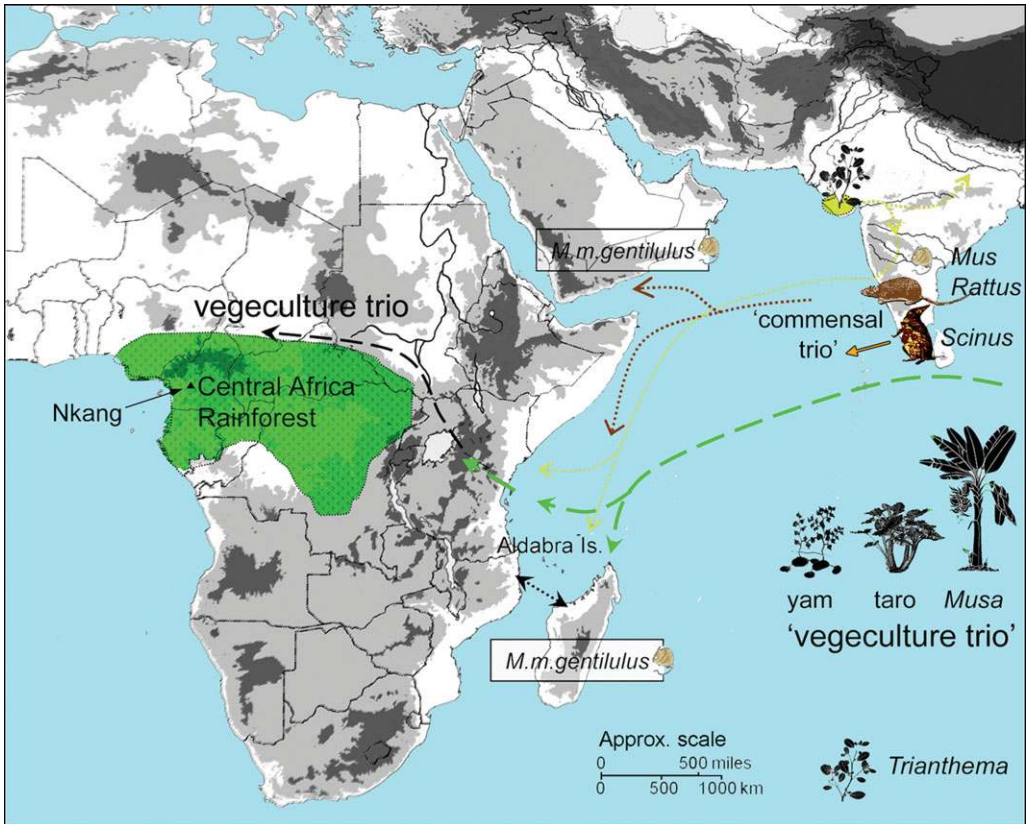 M.m.gentilulus
Mus
Rattus
vegeculture trio
'commensal
trio'
Scinus
Nkang
Central Africa
Rainforest
Aldabra Is.
yam
taro
Musa
'vegeculture trio'
M.m.gentilulus
Approx. scale
0 500 miles
0 500 1000 km
Trianthema